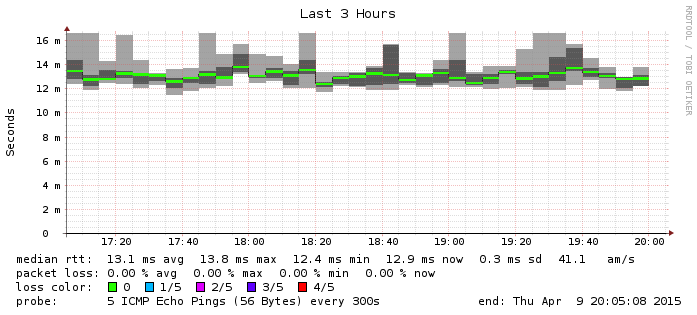 Last 3 Hours
RRDTOOL / TOBI OETIKER
Seconds
16 m
14 m
12 m
10 m
8 m
6 m
4 m
2 m
0
17:20 17:40 18:00 18:20 18:40 19:00 19:20 19:40 20:00
median rtt: 13.1 ms avg 13.8 ms max 12.4 ms min 12.9 ms now 0.3 ms sd 41.1 am/s
packet loss: 0.00 % avg 0.00 % max 0.00 % min 0.00 % now
loss color: 0 1/5 2/5 3/5 4/5
probe: 5 ICMP Echo Pings (56 Bytes) every 300s end: Thu Apr 9 20:05:08 2015